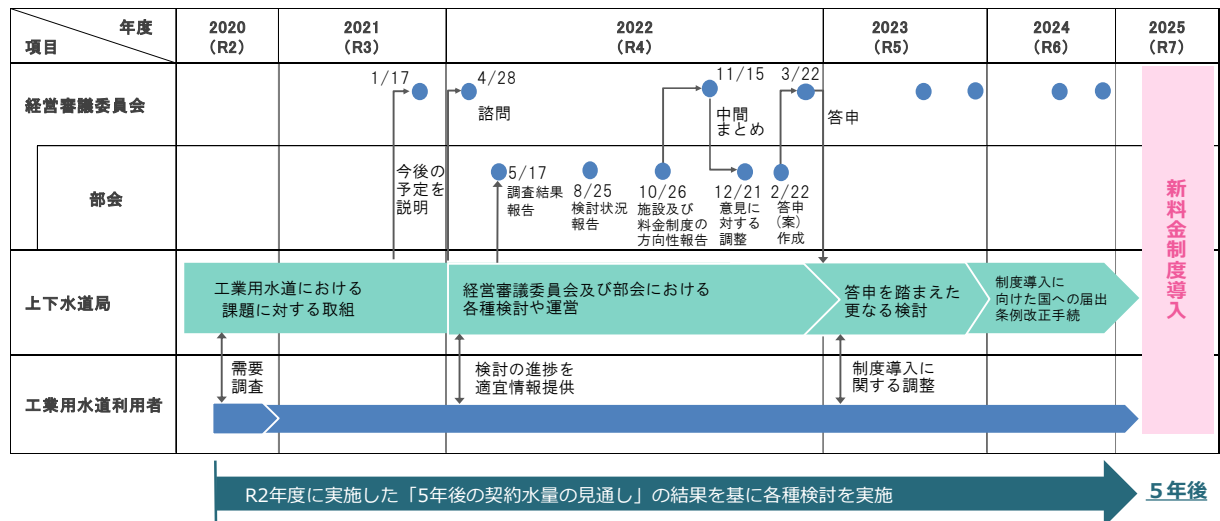 年度
項目
2020
(R2)
2021
(R3)
2022
(R4)
2023
(R5)
2024
(R6)
2025
(R7)
経営審議委員会
1/17
4/28
諮問
11/15
中間
まとめ
3/22
答申
部会
今後の
予定を
説明
5/17
調査結果
報告
8/25
検討状況
報告
10/26
施設及び
料金制度の
方向性報告
12/21
意見に
対する
調整
2/22
答申
(案)
作成
上下水道局
工業用水道における
課題に対する取組
経営審議委員会及び部会における
各種検討や運営
答申を踏まえた
更なる検討
制度導入に
向けた国への届出
条例改正手続
新料金制度導入
工業用水道利用者
需要
調査
検討の進捗を
適宜情報提供
制度導入に
関する調整
R2年度に実施した「5年後の契約水量の見通し」の結果を基に各種検討を実施
５年後